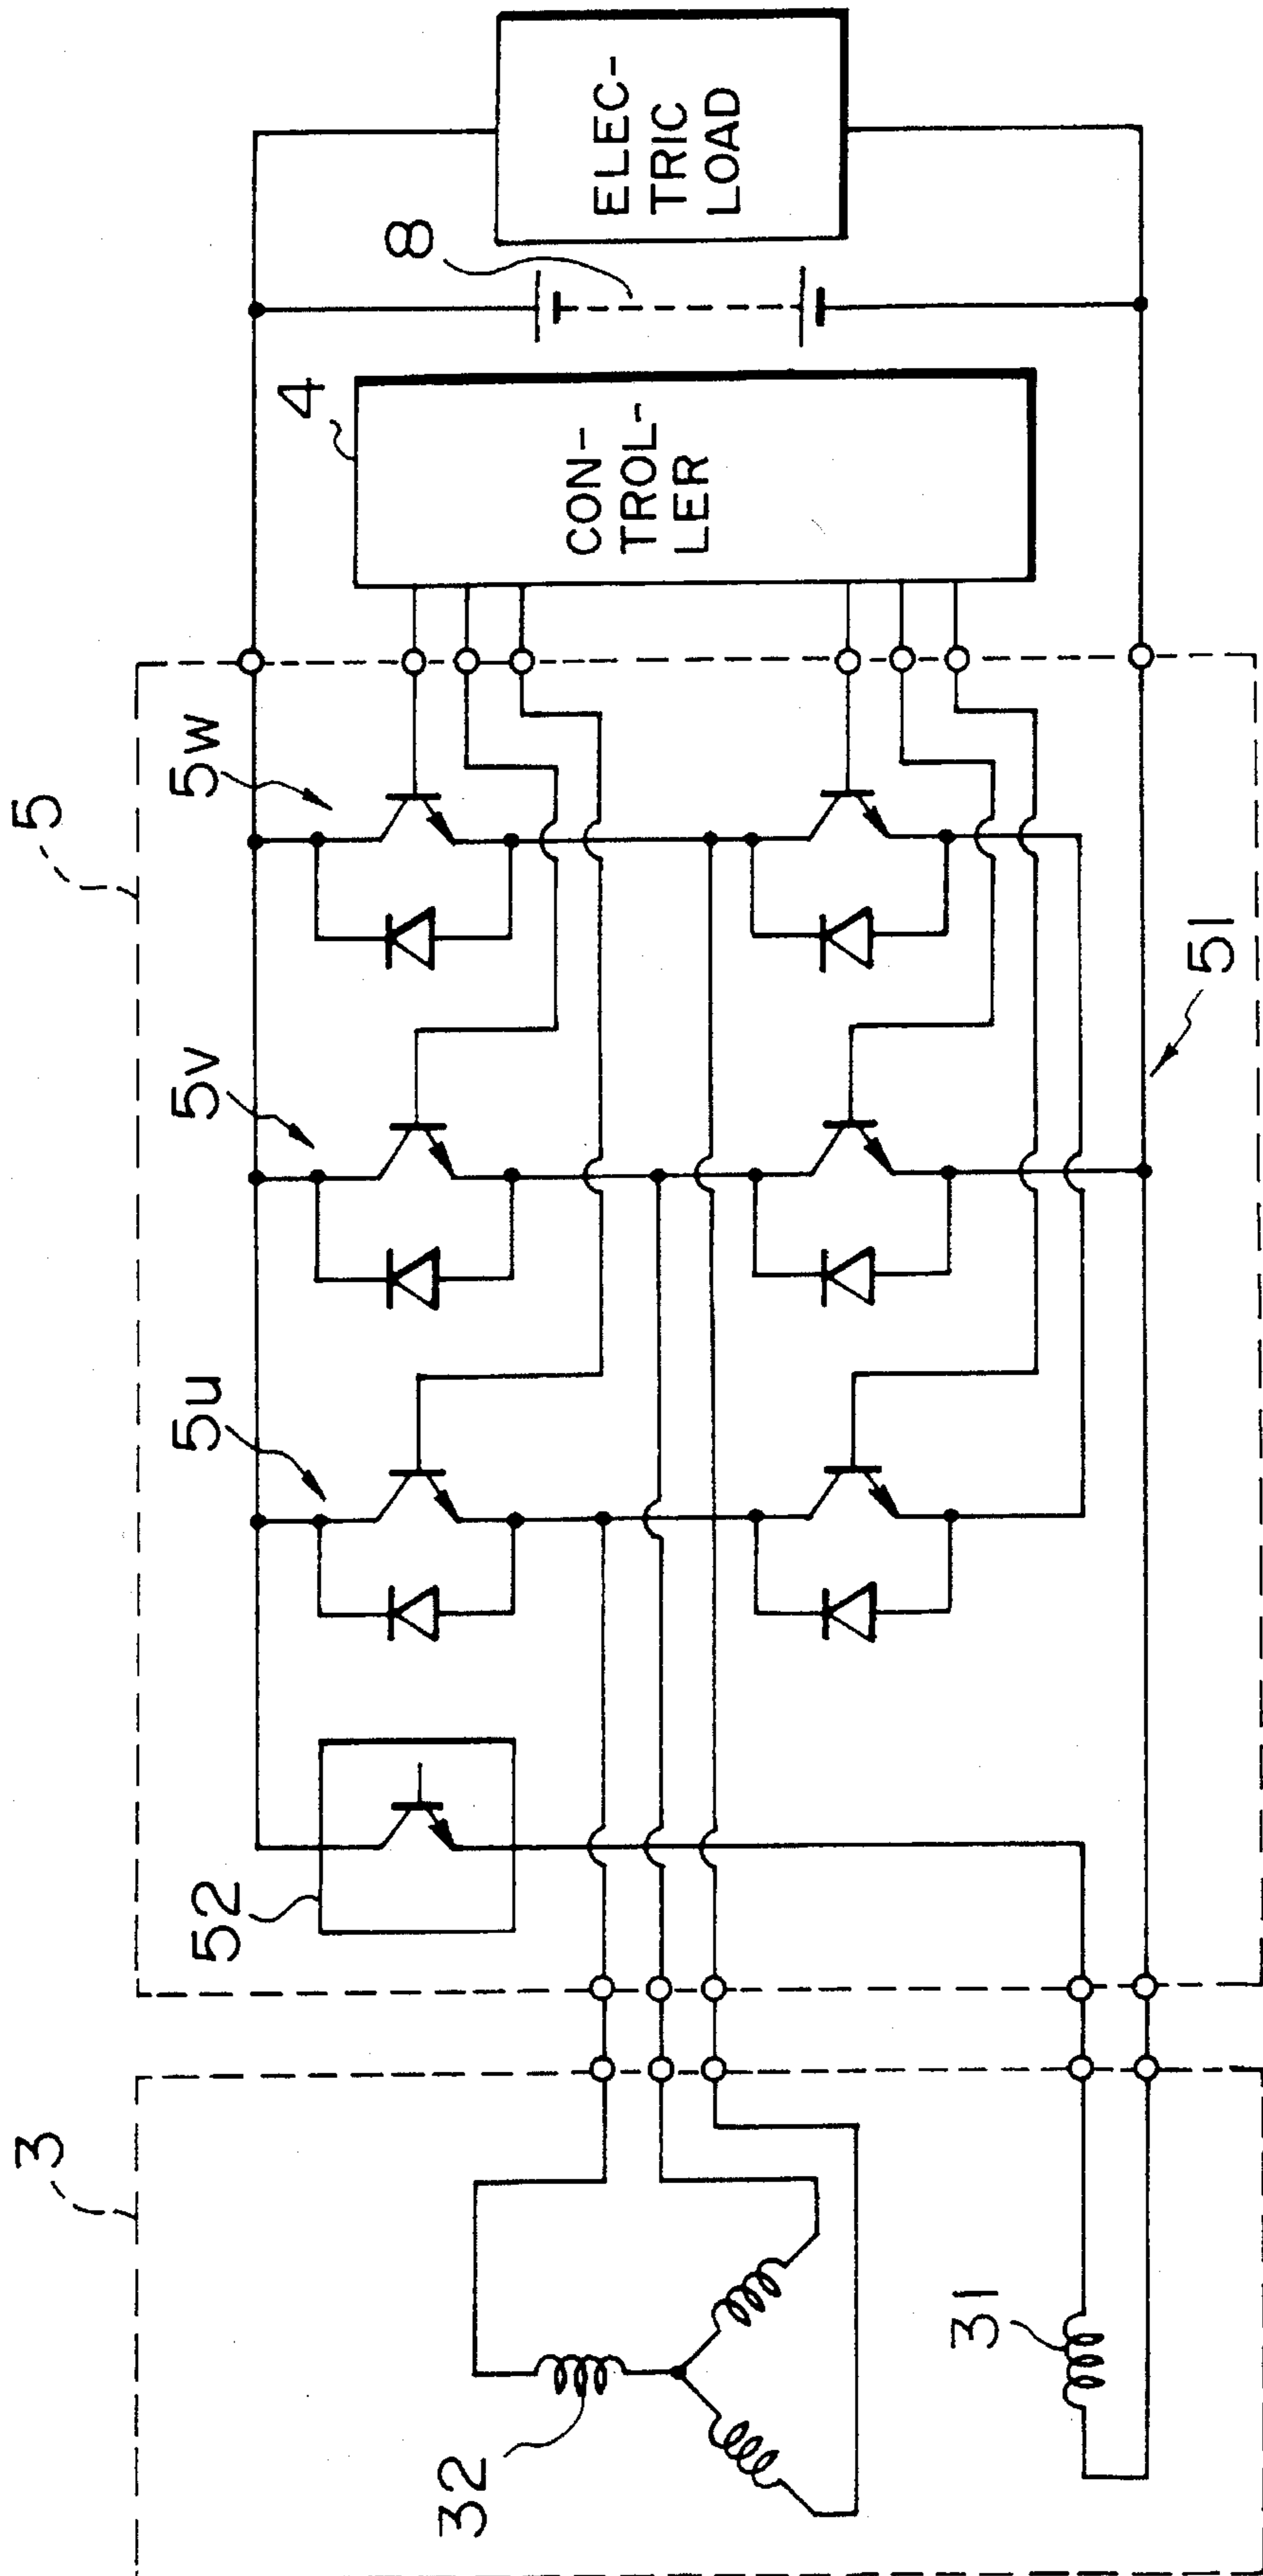 3
32
31
5
52
5u
5v
5w
51
4
CON-
TROL-
LER
8
ELEC-
TRIC
LOAD